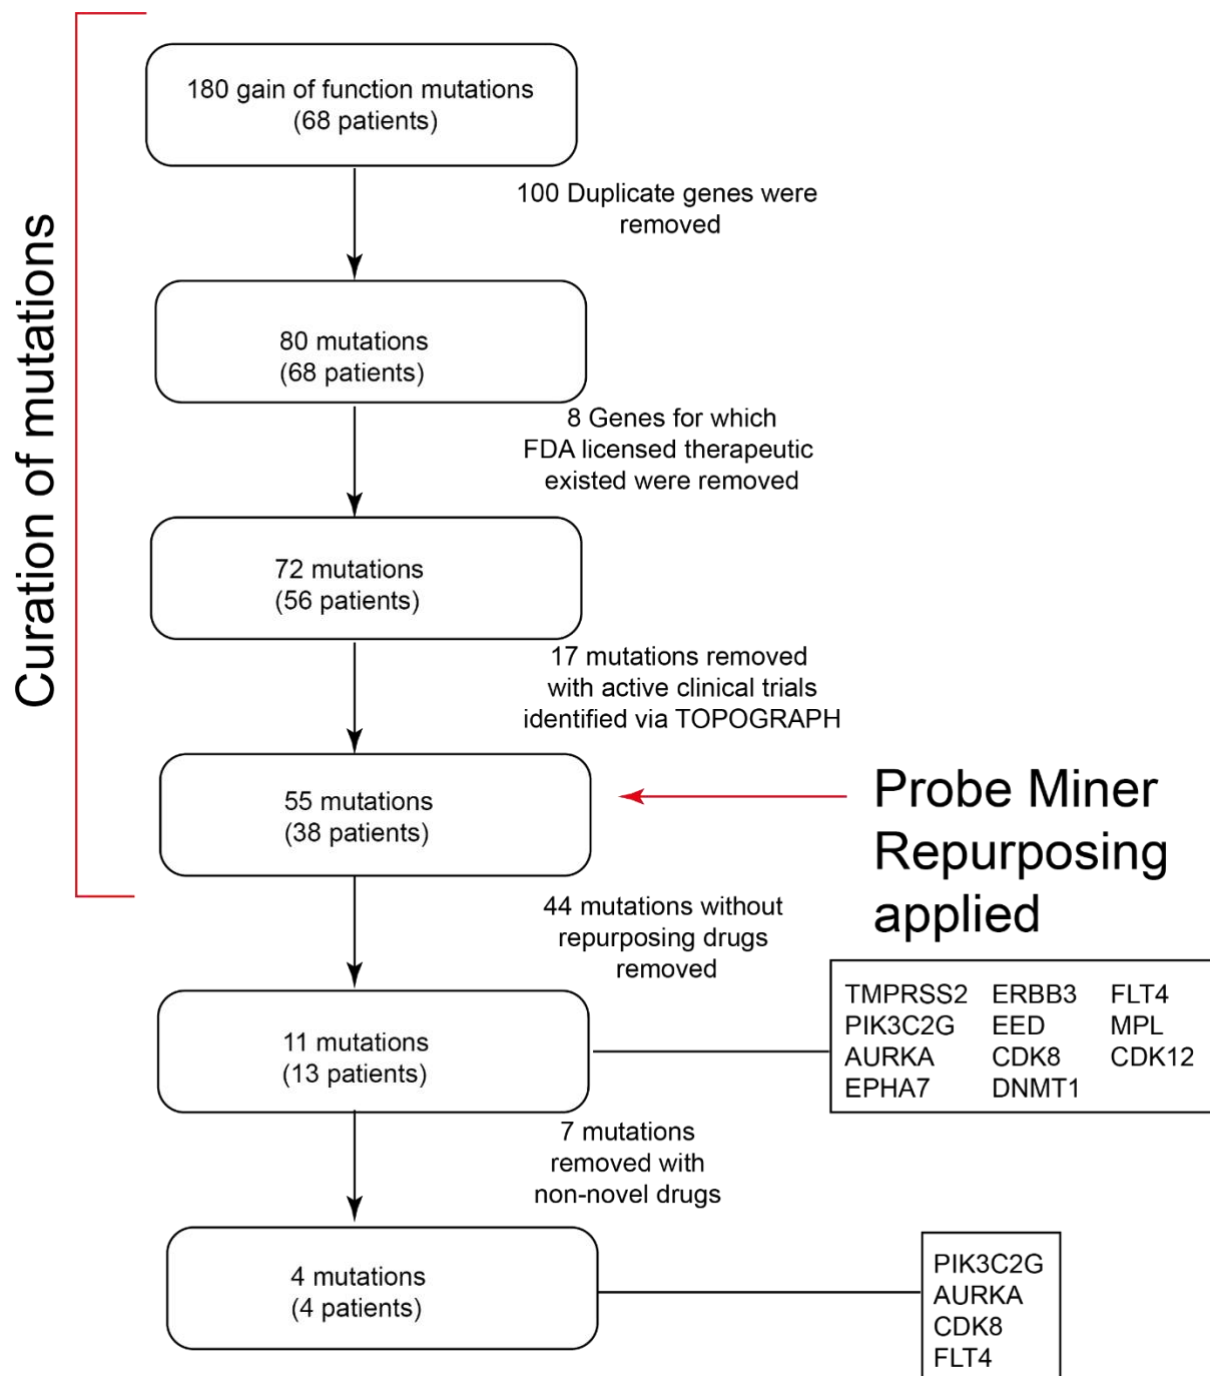 Curation of mutations
180 gain of function mutations
(68 patients)
100 Duplicate genes were
removed
80 mutations
(68 patients)
8 Genes for which
FDA licensed therapeutic
existed were removed
72 mutations
(56 patients)
17 mutations removed
with active clinical trials
identified via TOPOGRAPH
55 mutations
(38 patients)
Probe Miner
Repurposing
applied
44 mutations without
repurposing drugs
removed
11 mutations
(13 patients)
TMPRSS2 ERBB3 FLT4
PIK3C2G EED MPL
AURKA CDK8 CDK12
EPHA7 DNMT1
7 mutations
removed with
non-novel drugs
4 mutations
(4 patients)
PIK3C2G
AURKA
CDK8
FLT4